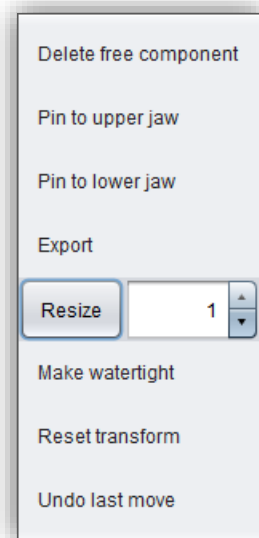 Delete free component
Pin to upper jaw
Pin to lower jaw
Export
Resize 1
Make watertight
Reset transform
Undo last move